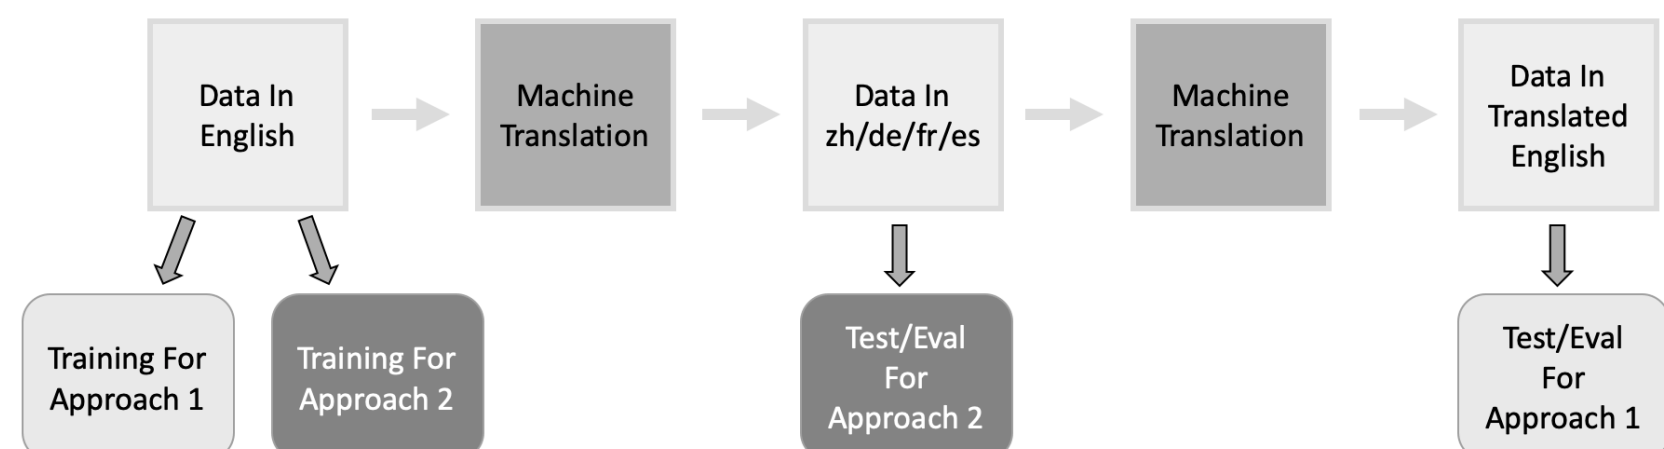 Data In
English
Machine
Translation
Data In
zh/de/fr/es
Machine
Translation
Data In
Translated
English
Training For
Approach 1
Training For
Approach 2
Test/Eval
For
Approach 2
Test/Eval
For
Approach 1